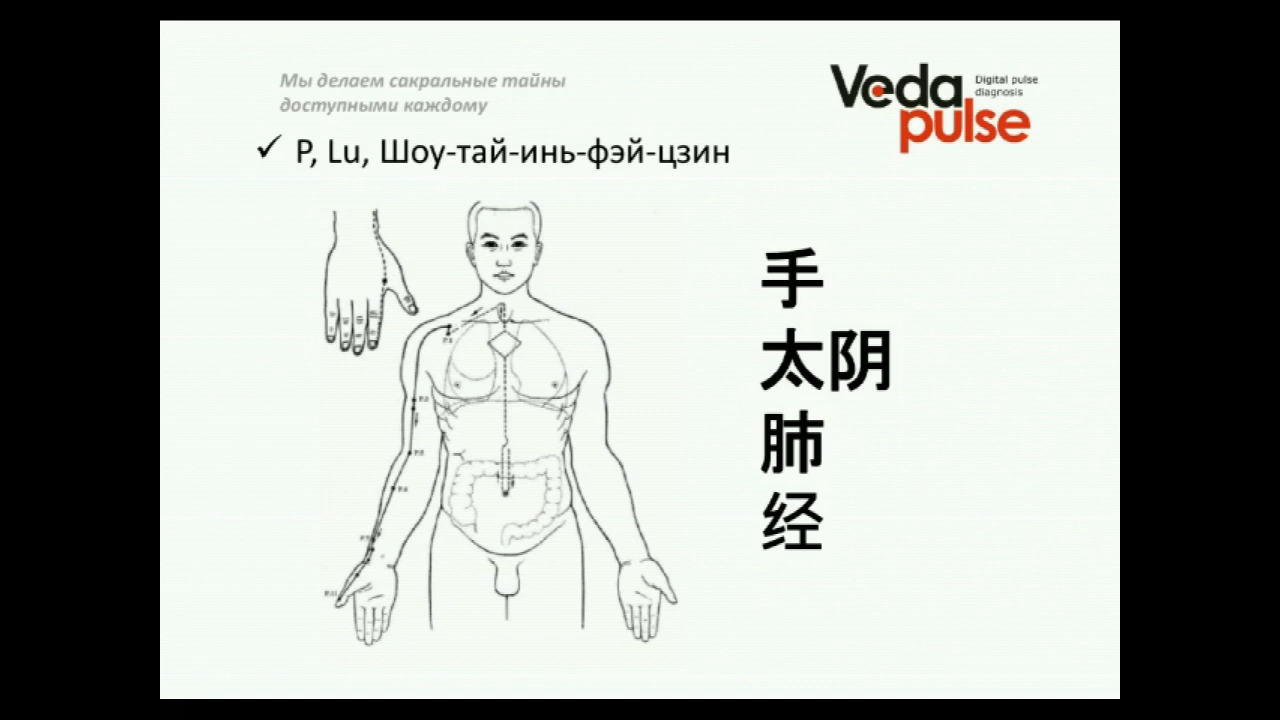 Мы делаем сакральные тайны
доступными каждому
Veda
pulse
Digital pulse
diagnosis
✓ P, Lu, Шоу-тай-инь-фэй-цзин
手
太阴
肺
经